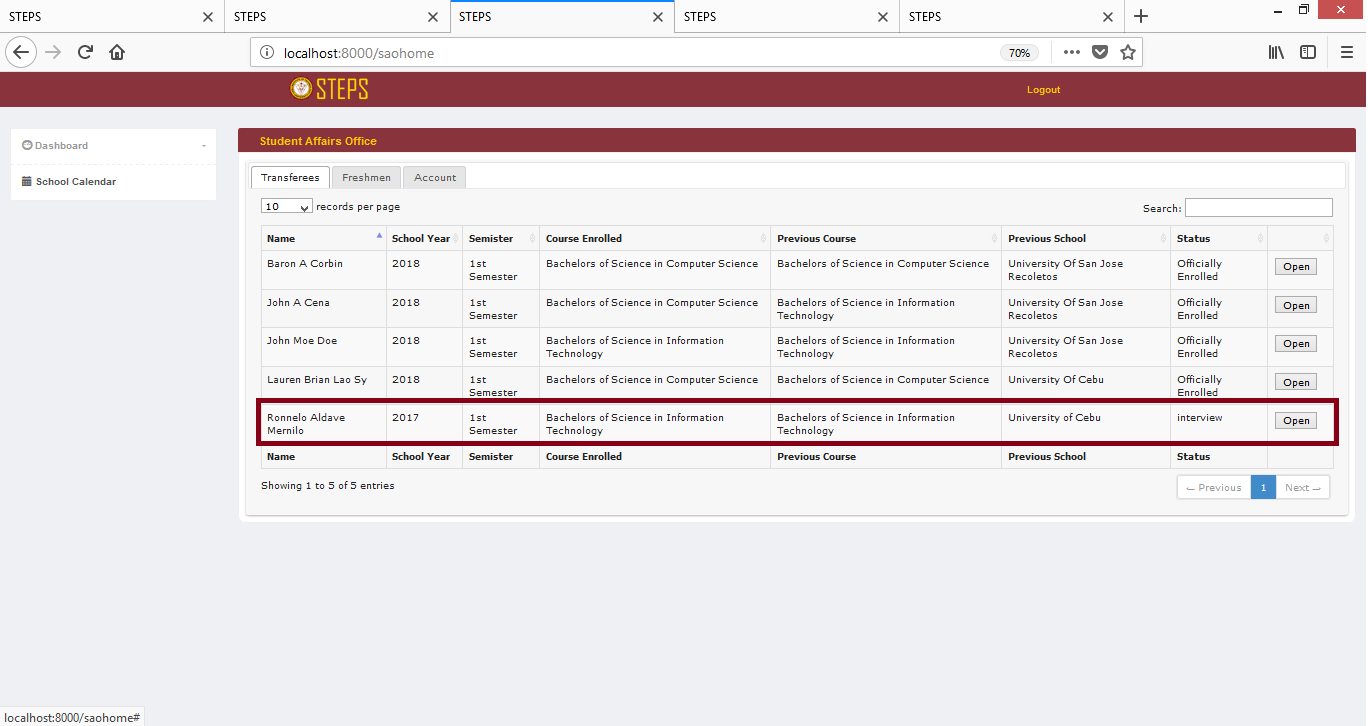 STEPS STEPS STEPS STEPS STEPS
localhost:8000/saohome 70%
STEPS Logout
Dashboard
School Calendar
Student Affairs Office
Transferees Freshmen Account
10 records per page Search:
Name School Year Semister Course Enrolled Previous Course Previous School Status
Baron A Corbin 2018 1st Bachelors of Science in Computer Science Bachelors of Science in Computer Science University Of San Jose Officially Open
Semester Recoletos Enrolled
John A Cena 2018 1st Bachelors of Science in Computer Science Bachelors of Science in Information University Of San Jose Officially Open
Semester Technology Recoletos Enrolled
John Moe Doe 2018 1st Bachelors of Science in Information Bachelors of Science in Information University Of San Jose Officially Open
Semester Technology Technology Recoletos Enrolled
Lauren Brian Lao Sy 2018 1st Bachelors of Science in Computer Science Bachelors of Science in Computer Science University Of Cebu Officially Open
Semester Enrolled
Ronnelo Aldave 2017 1st Bachelors of Science in Information Bachelors of Science in Information University of Cebu interview Open
Mernilo Semester Technology Technology
Name School Year Semister Course Enrolled Previous Course Previous School Status
Showing 1 to 5 of 5 entries
Previous 1 Next
localhost:8000/saohome#